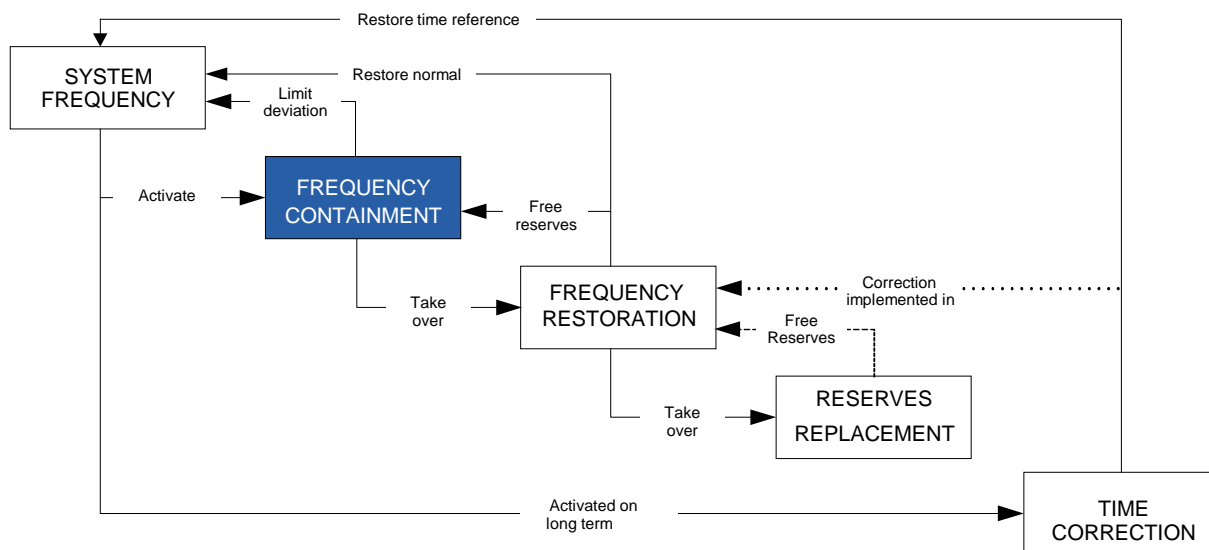 Restore time reference
SYSTEM
FREQUENCY
Restore normal
Limit
deviation
Activate
FREQUENCY
CONTAINMENT
Free
reserves
Take
over
FREQUENCY
RESTORATION
Correction
implemented in
Free
Reserves
Take
over
RESERVES
REPLACEMENT
Activated on
long term
TIME
CORRECTION